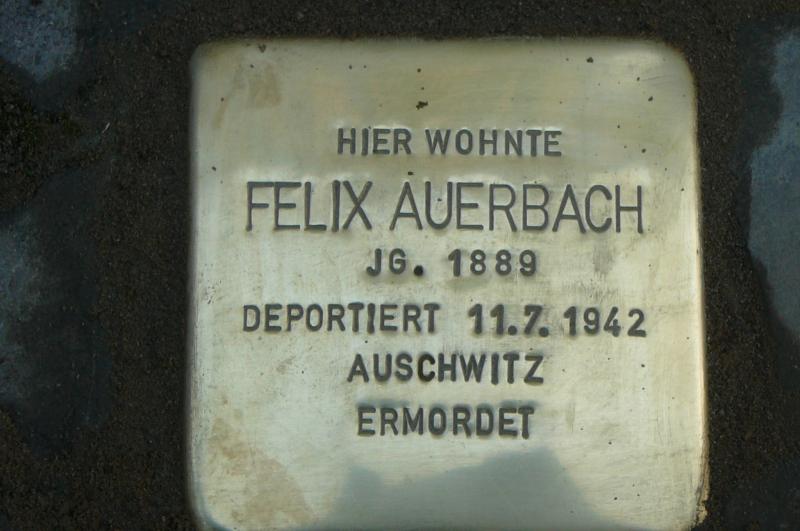 HIER WOHNTE
FELIX AUERBACH
JG. 1889
DEPORTIERT 11.7.1942
AUSCHWITZ
ERMORDET